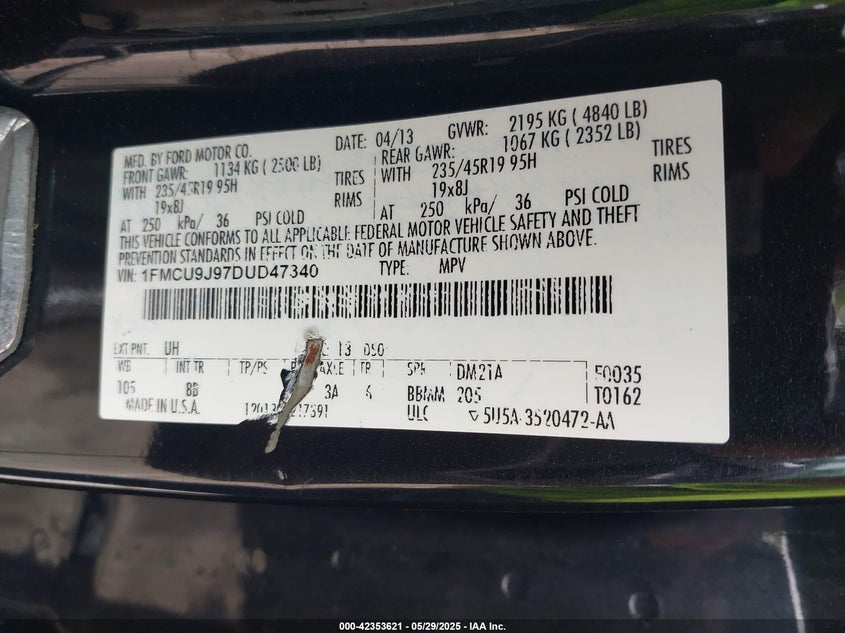 MFD. BY FORD MOTOR CO. DATE: 04/13 GVWR: 2195 KG ( 4840 LB)
FRONT GAWR: 1134 KG ( 2500 LB) REAR GAWR: 1067 KG ( 2352 LB)
WITH 235/45R19 95H TIRES WITH 235/45R19 95H TIRES
19x8J RIMS 19x8J RIMS
AT 250 kPa/ 36 PSI COLD AT 250 kPa/ 36 PSI COLD
THIS VEHICLE CONFORMS TO ALL APPLICABLE FEDERAL MOTOR VEHICLE SAFETY AND THEFT
PREVENTION STANDARDS IN EFFECT ON THE DATE OF MANUFACTURE SHOWN ABOVE.
VIN: 1FMCU9J97DUD47340 TYPE: MPV
EXT PNT: UH 13 DSO
WB INT TR TP/PS AXLE TR SPR DM21A F0035
105 8B 3A 6 BBMM 205 T0162
MADE IN U.S.A. ULC 5U5A-3520472-AA
000-42353621 - 05/29/2025 - IAA Inc.